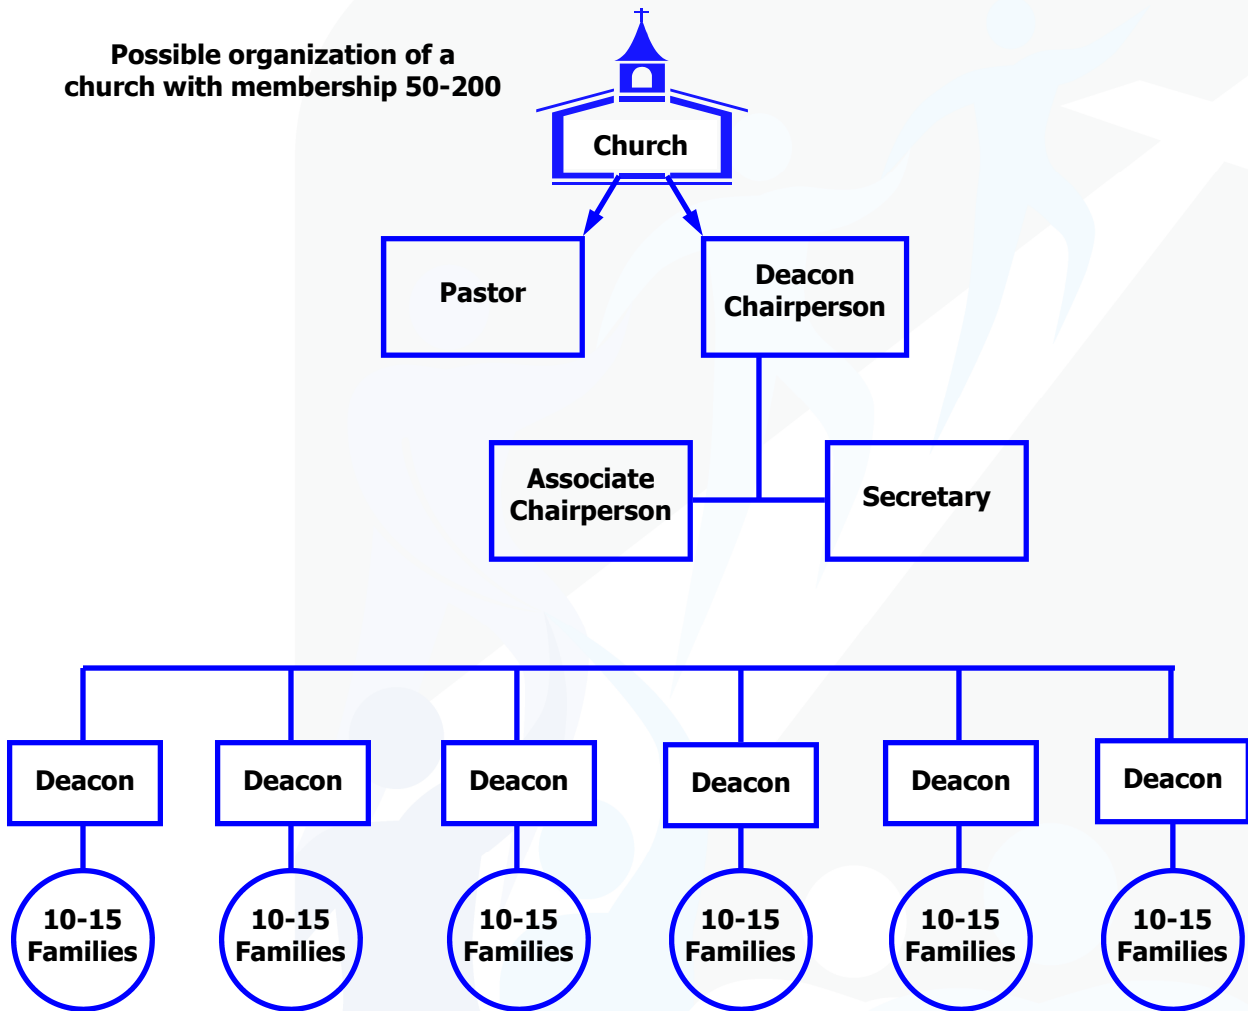 Possible organization of a
church with membership 50-200
Church
Pastor
Deacon
Chairperson
Associate
Chairperson
Secretary
Deacon
Deacon
Deacon
Deacon
Deacon
Deacon
10-15
Families
10-15
Families
10-15
Families
10-15
Families
10-15
Families
10-15
Families